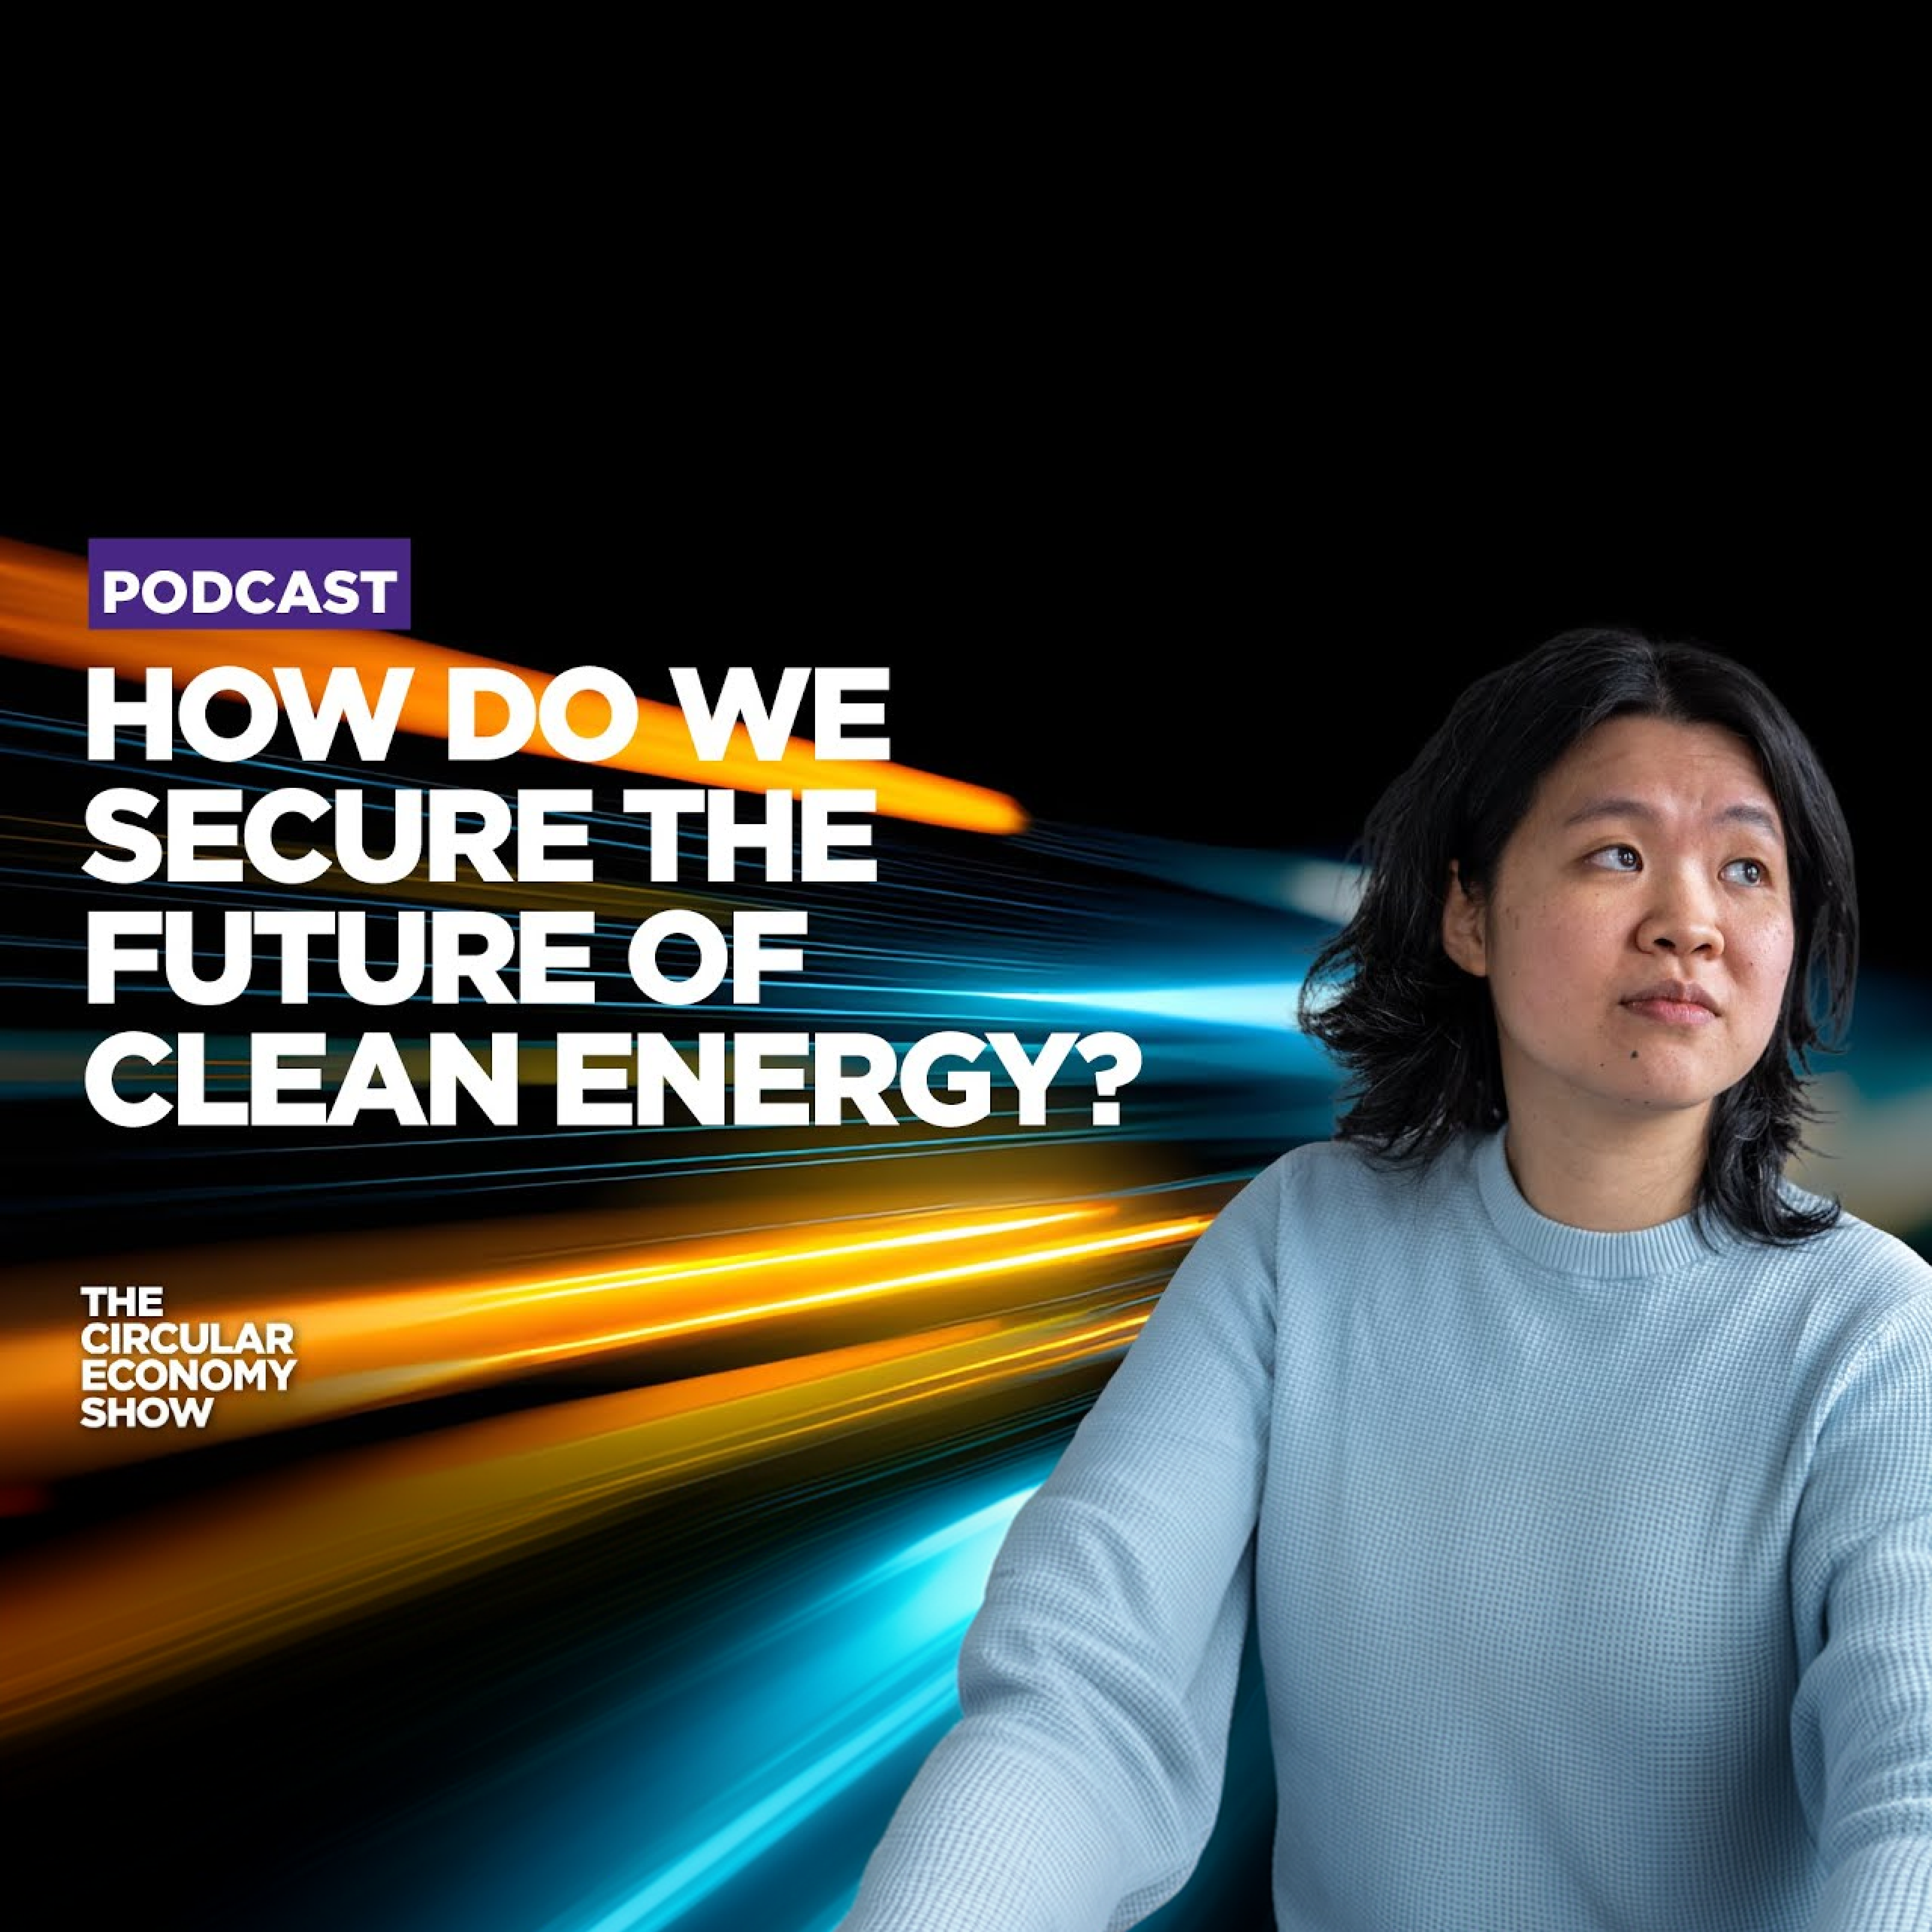 PODCAST
HOW DO WE
SECURE THE
FUTURE OF
CLEAN ENERGY?
THE
CIRCULAR
ECONOMY
SHOW